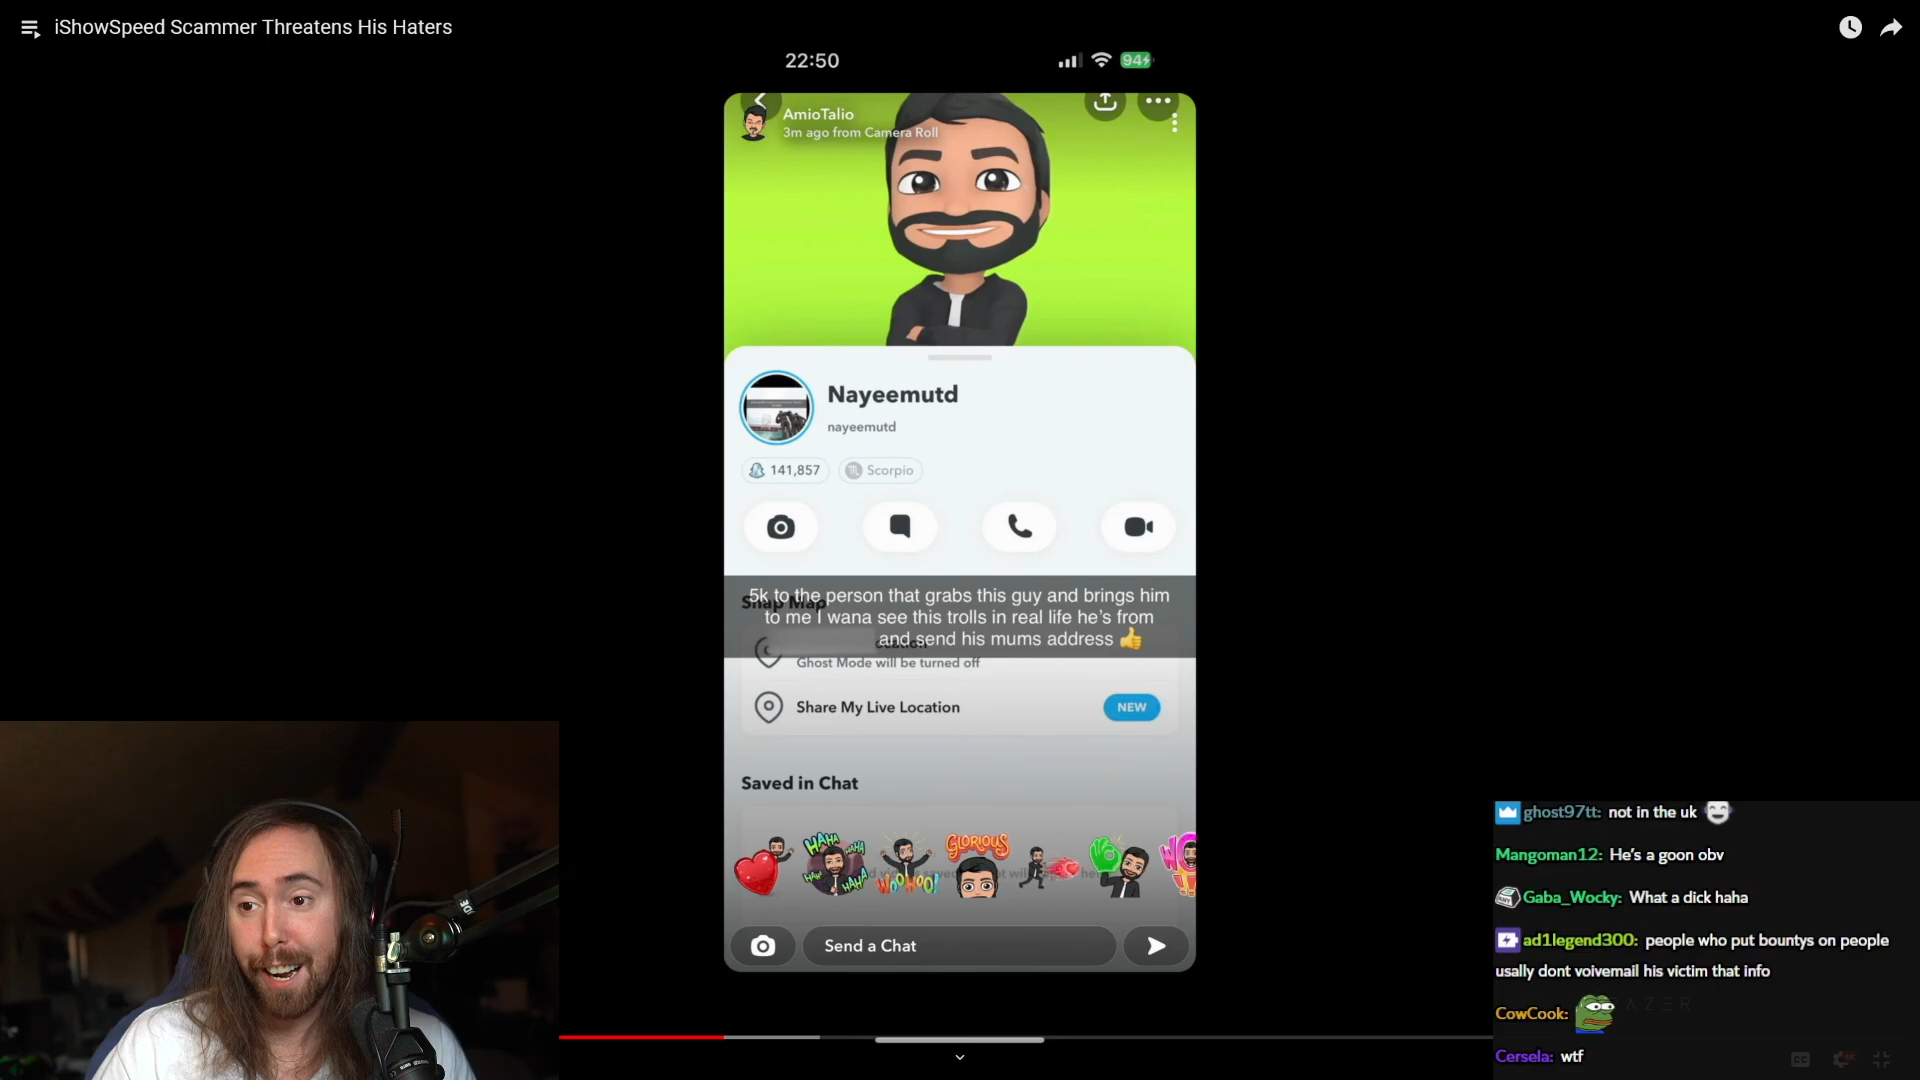 iShowSpeed Scammer Threatens His Haters
22:50
94
AmioTalio
3m ago from Camera Roll
Nayeemutd
nayeemutd
141,857
Scorpio
Snap Map
5k to the person that grabs this guy and brings him
to me I wana see this trolls in real life he's from
and send his mums address 👍
Ghost Mode will be turned off
Share My Live Location
NEW
Saved in Chat
HAHA
HAHA
HAH
HAHA
WOOHOO!
GLORIOUS
Send a Chat
ghost97tt: not in the uk
Mangoman12: He's a goon obv
Gaba_Wocky: What a dick haha
ad1legend300: people who put bountys on people
usally dont voivemail his victim that info
CowCook:
Cersela: wtf